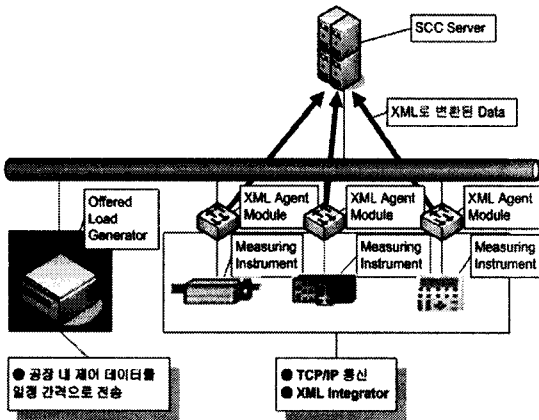 SCC Server
XML로 변환된 Data
Offered
Load
Generator
XML Agent
Module
XML Agent
Module
XML Agent
Module
Measuring
Instrument
Measuring
Instrument
Measuring
Instrument
● 공장 내 제어 데이터를
일정 간격으로 전송
● TCP/IP 통신
● XML Integrator